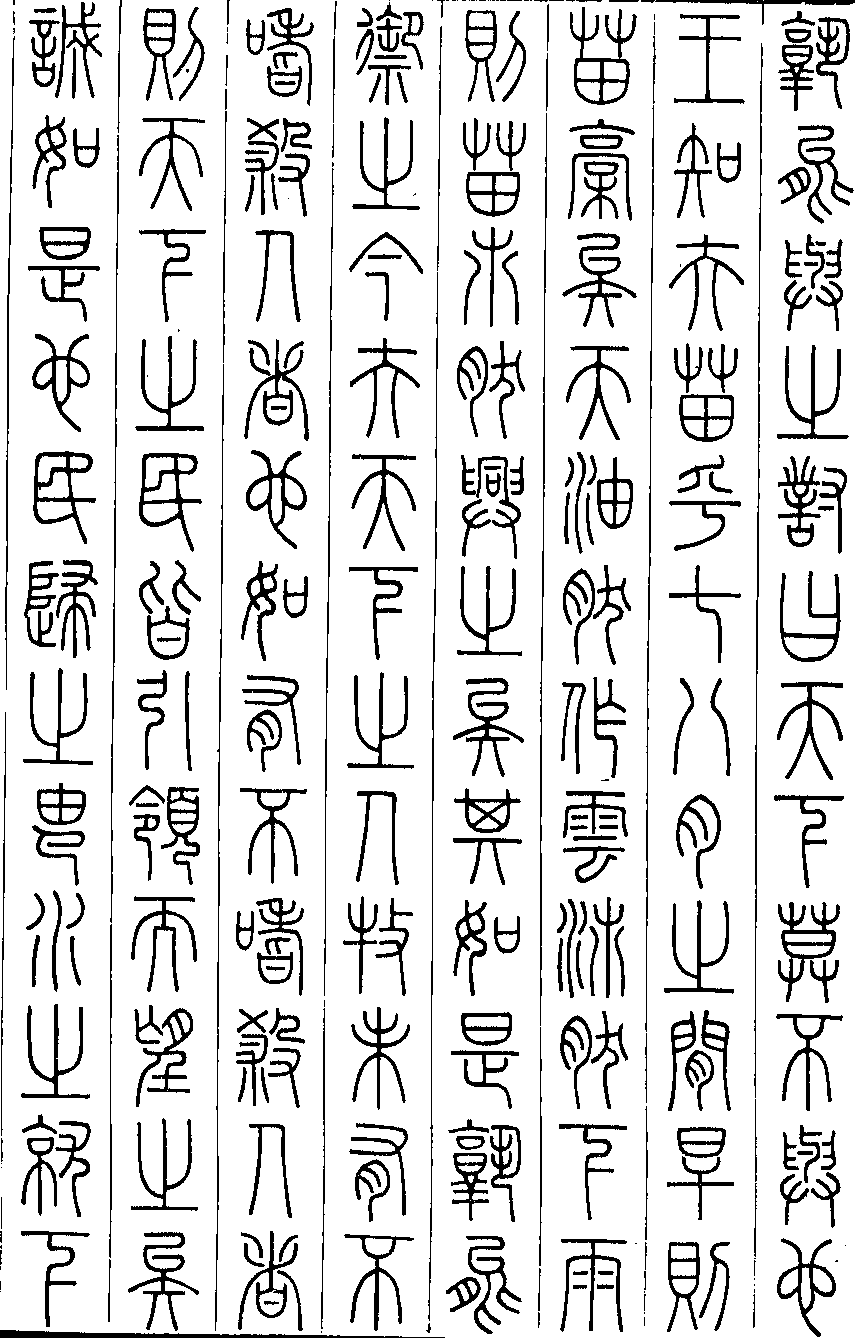 孰能與之對曰天下莫不與也
王知夫苗乎七八月之間旱則
苗槀矣天油然作雲沛然下雨
則苗𣎵然興之矣其如是孰能
禦之今夫天下之人牧未有不
嗜殺人者也如有不嗜殺人者
則天下之民皆引領而望之矣
誠如是也民歸之由水之就下